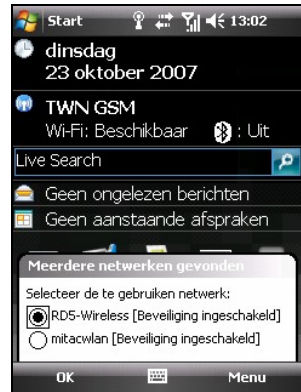 Start 13:02
dinsdag
23 oktober 2007
TWN GSM
Wi-Fi: Beschikbaar : Uit
Live Search
Geen ongelezen berichten
Geen aanstaande afspraken
Meerdere netwerken gevonden
Selecteer de te gebruiken netwerk:
RD5-Wireless [Beveiliging ingeschakeld]
mitacwlan [Beveiliging ingeschakeld]
OK Menu